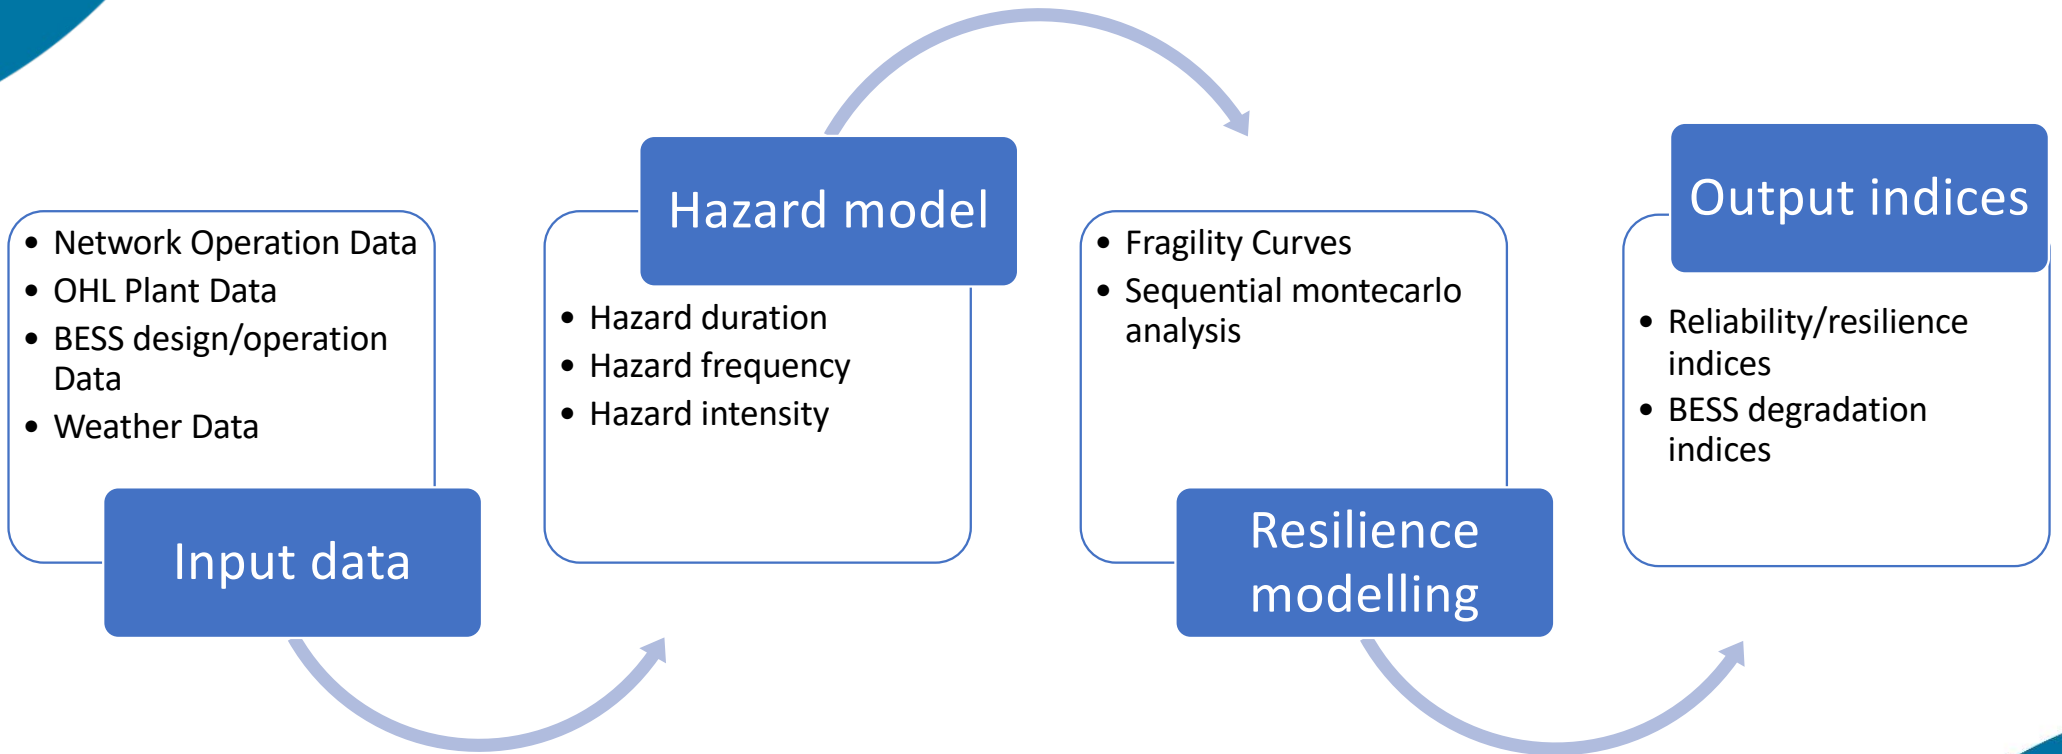 • Network Operation Data
• OHL Plant Data
• BESS design/operation
Data
• Weather Data
Input data
Hazard model
• Hazard duration
• Hazard frequency
• Hazard intensity
• Fragility Curves
• Sequential montecarlo
analysis
Resilience
modelling
Output indices
• Reliability/resilience
indices
• BESS degradation
indices